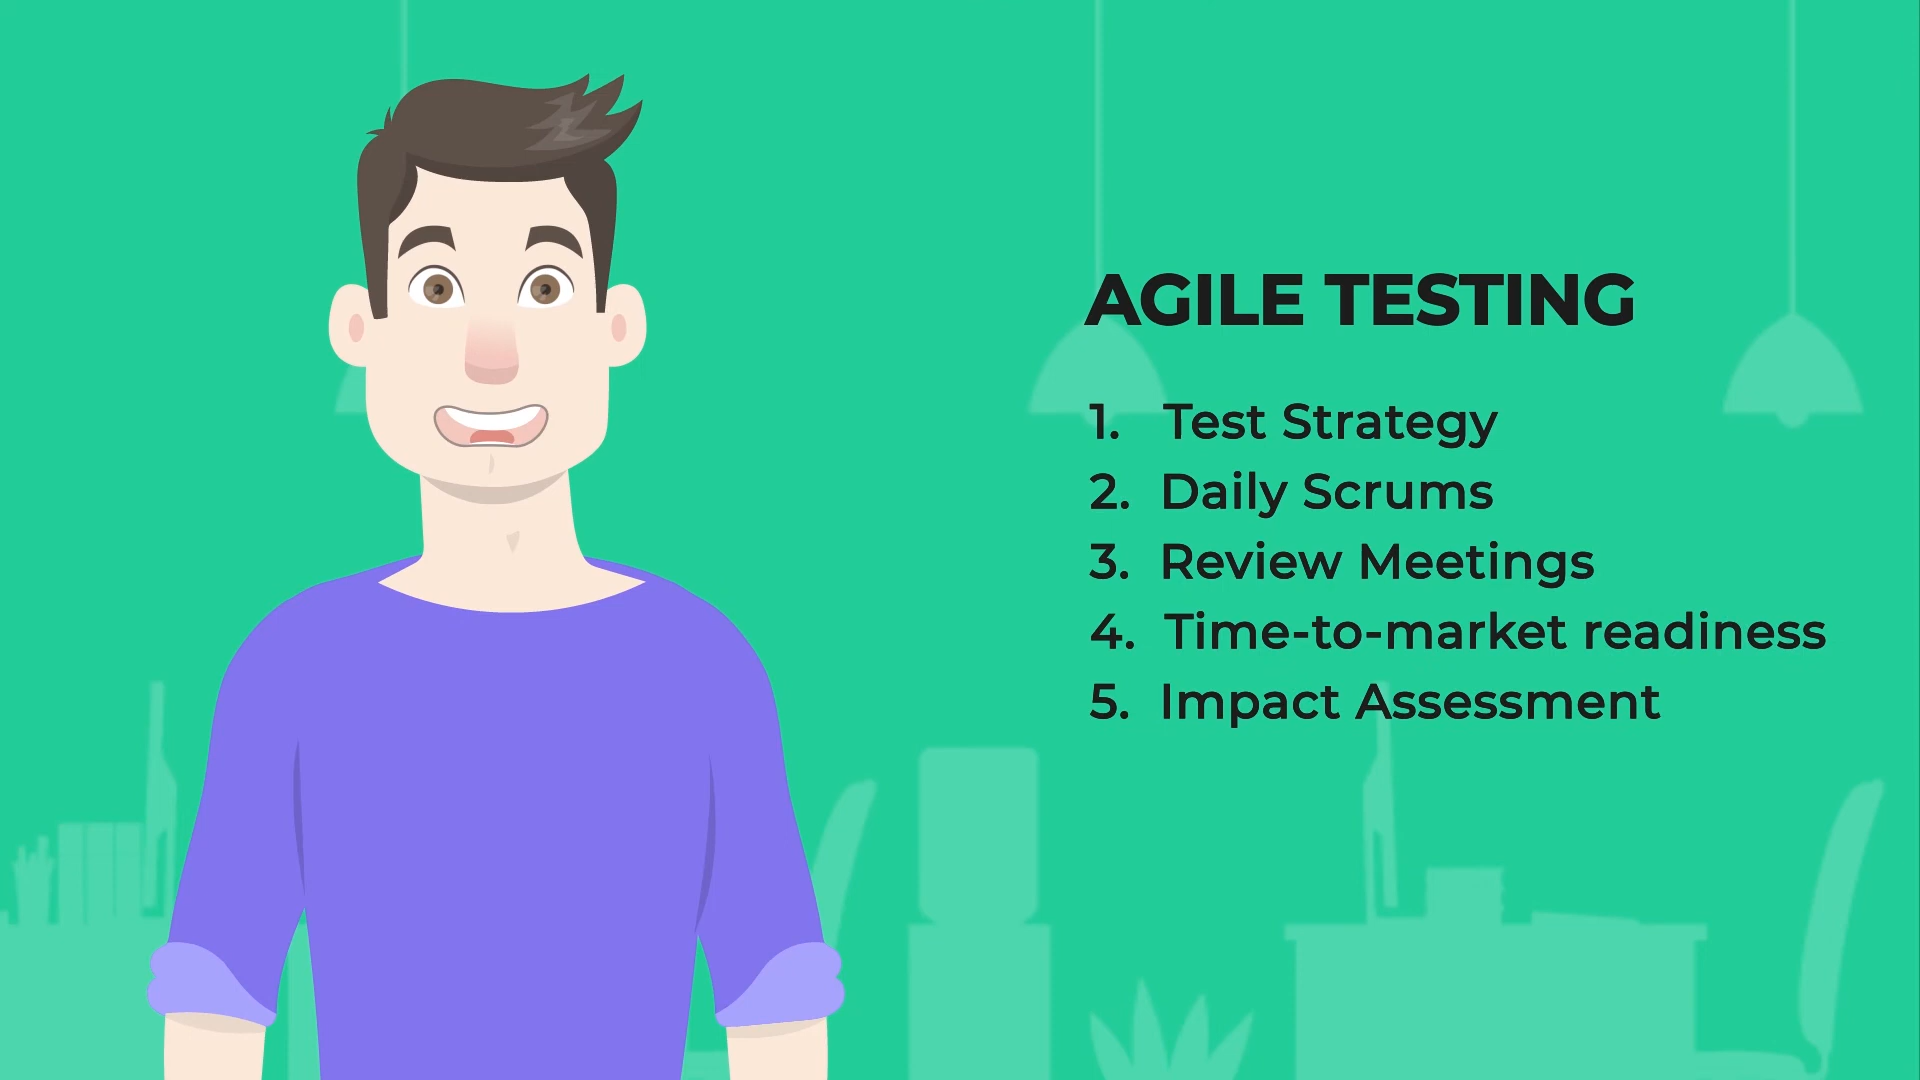 AGILE TESTING
1. Test Strategy
2. Daily Scrums
3. Review Meetings
4. Time-to-market readiness
5. Impact Assessment